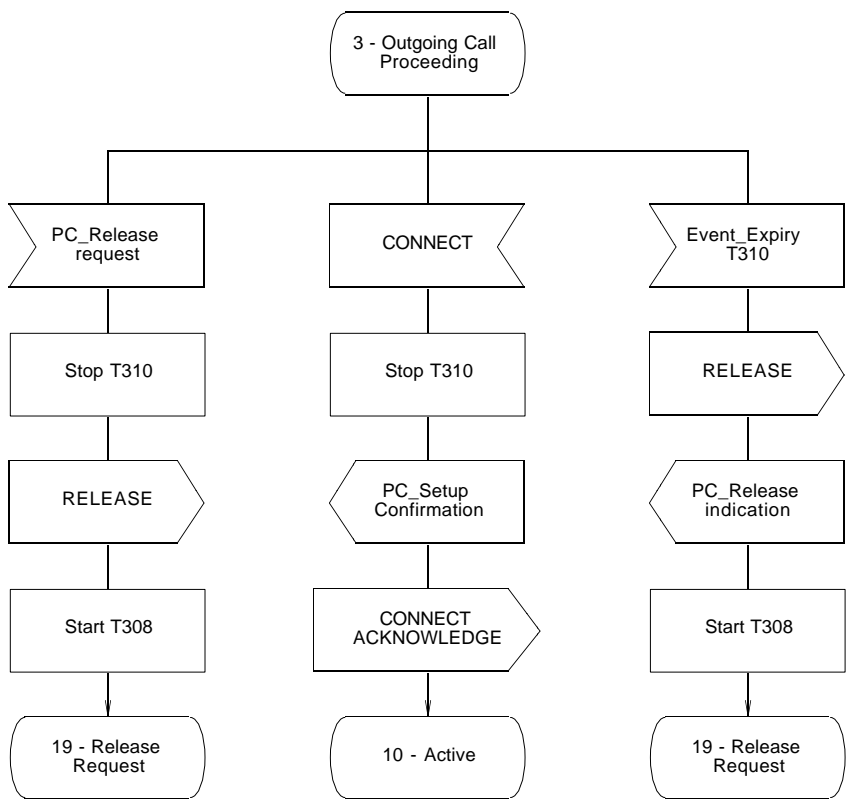 3 - Outgoing Call
Proceeding
PC_Release
request
CONNECT
Event_Expiry
T310
Stop T310
Stop T310
RELEASE
RELEASE
PC_Setup
Confirmation
PC_Release
indication
Start T308
CONNECT
ACKNOWLEDGE
Start T308
19 - Release
Request
10 - Active
19 - Release
Request